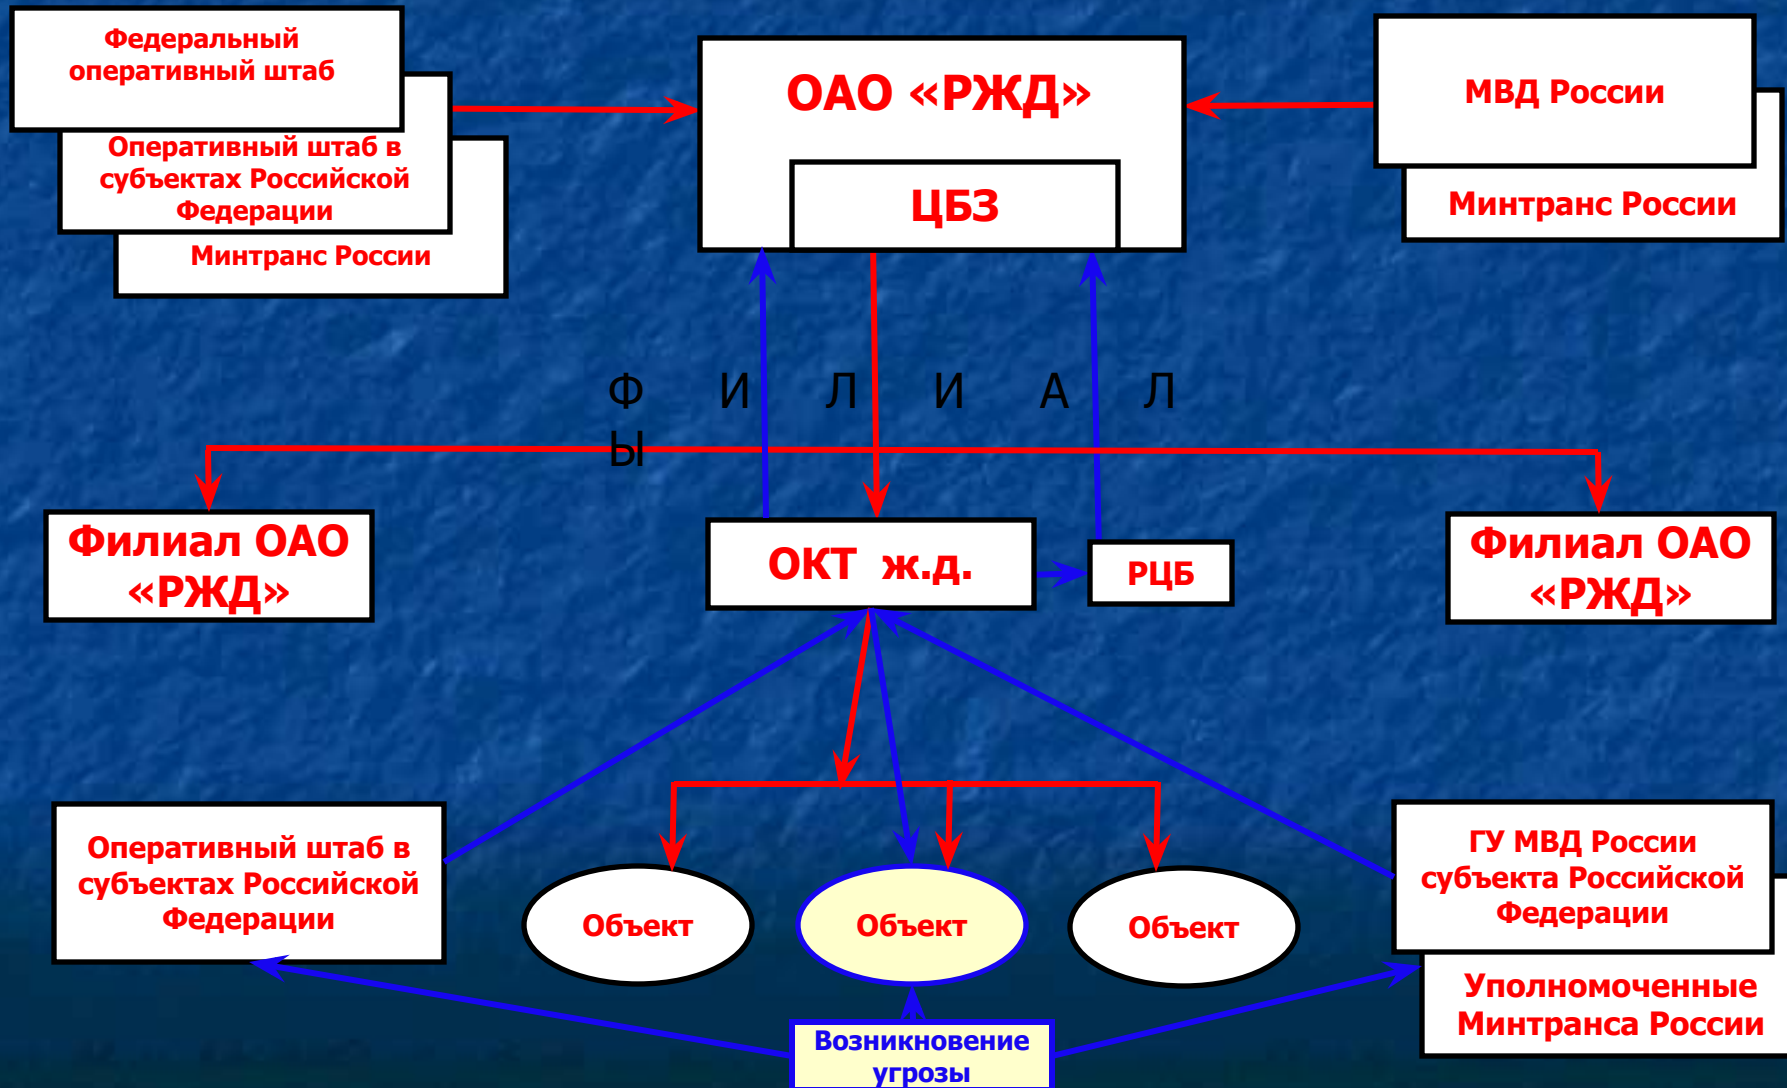 Федеральный
оперативный штаб
Оперативный штаб в
субъектах Российской
Федерации
Минтранс России
ОАО «РЖД»
ЦБЗ
МВД России
Минтранс России
Ф И Л И А Л
Ы
Филиал ОАО
«РЖД»
ОКТ ж.д.
РЦБ
Филиал ОАО
«РЖД»
Оперативный штаб в
субъектах Российской
Федерации
Объект
Объект
Объект
ГУ МВД России
субъекта Российской
Федерации
Уполномоченные
Минтранса России
Возникновение
угрозы